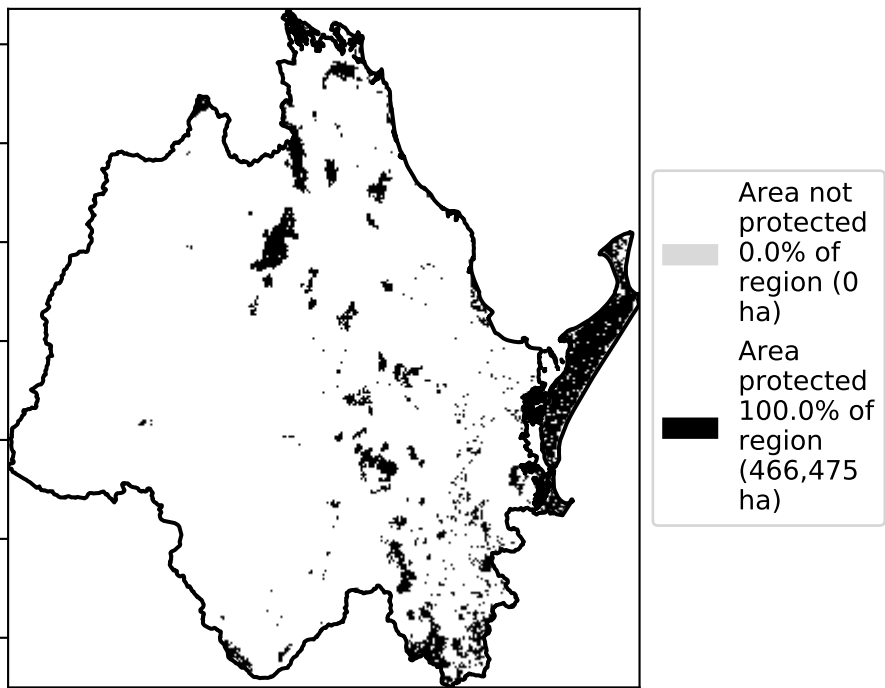 Area not
protected
0.0% of
region (0
ha)
Area
protected
100.0% of
region
(466,475
ha)